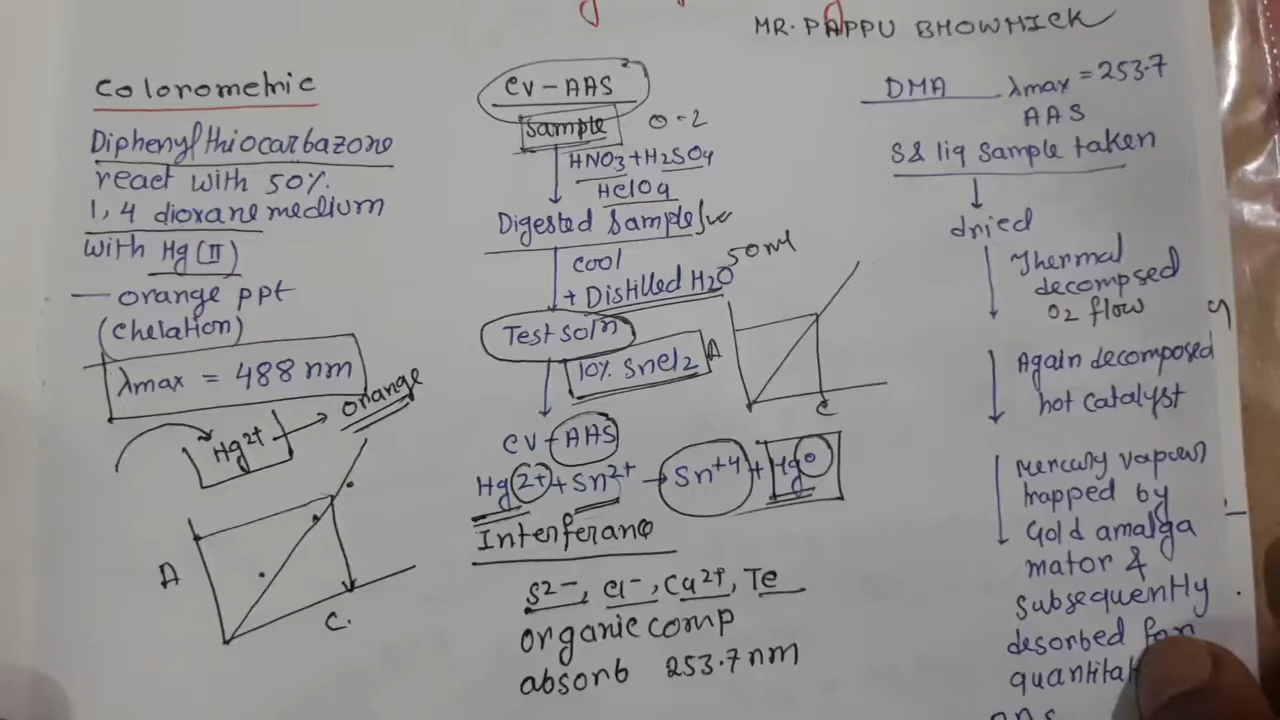 MR. PAPPU BHOWMICK
Colorometric
Diphenylthiocarbazone
react with 50%.
1, 4 dioxane medium
with Hg(II)
— orange ppt
(chelation)
λmax = 488 nm
Hg2+ → orange
A
C.
CV-AAS
Sample 0-2
HNO3+H2SO4
HClO4
Digested Sample
cool
+ Distilled H2O 50ml
Test soln
10% SnCl2
A
C
CV-AAS
Hg2+ + Sn2+ → Sn+4 + Hg0
Interferance
S2-, Cl-, Cu2+, Te
organic comp
absorb 253.7nm
DMA λmax = 253.7
AAS
S& liq sample taken
dried
Thermal
decompsed
O2 flow
Again decomposed
hot catalyst
Mercury vapour
trapped by
Gold amalga
mator &
subsequently
desorbed for